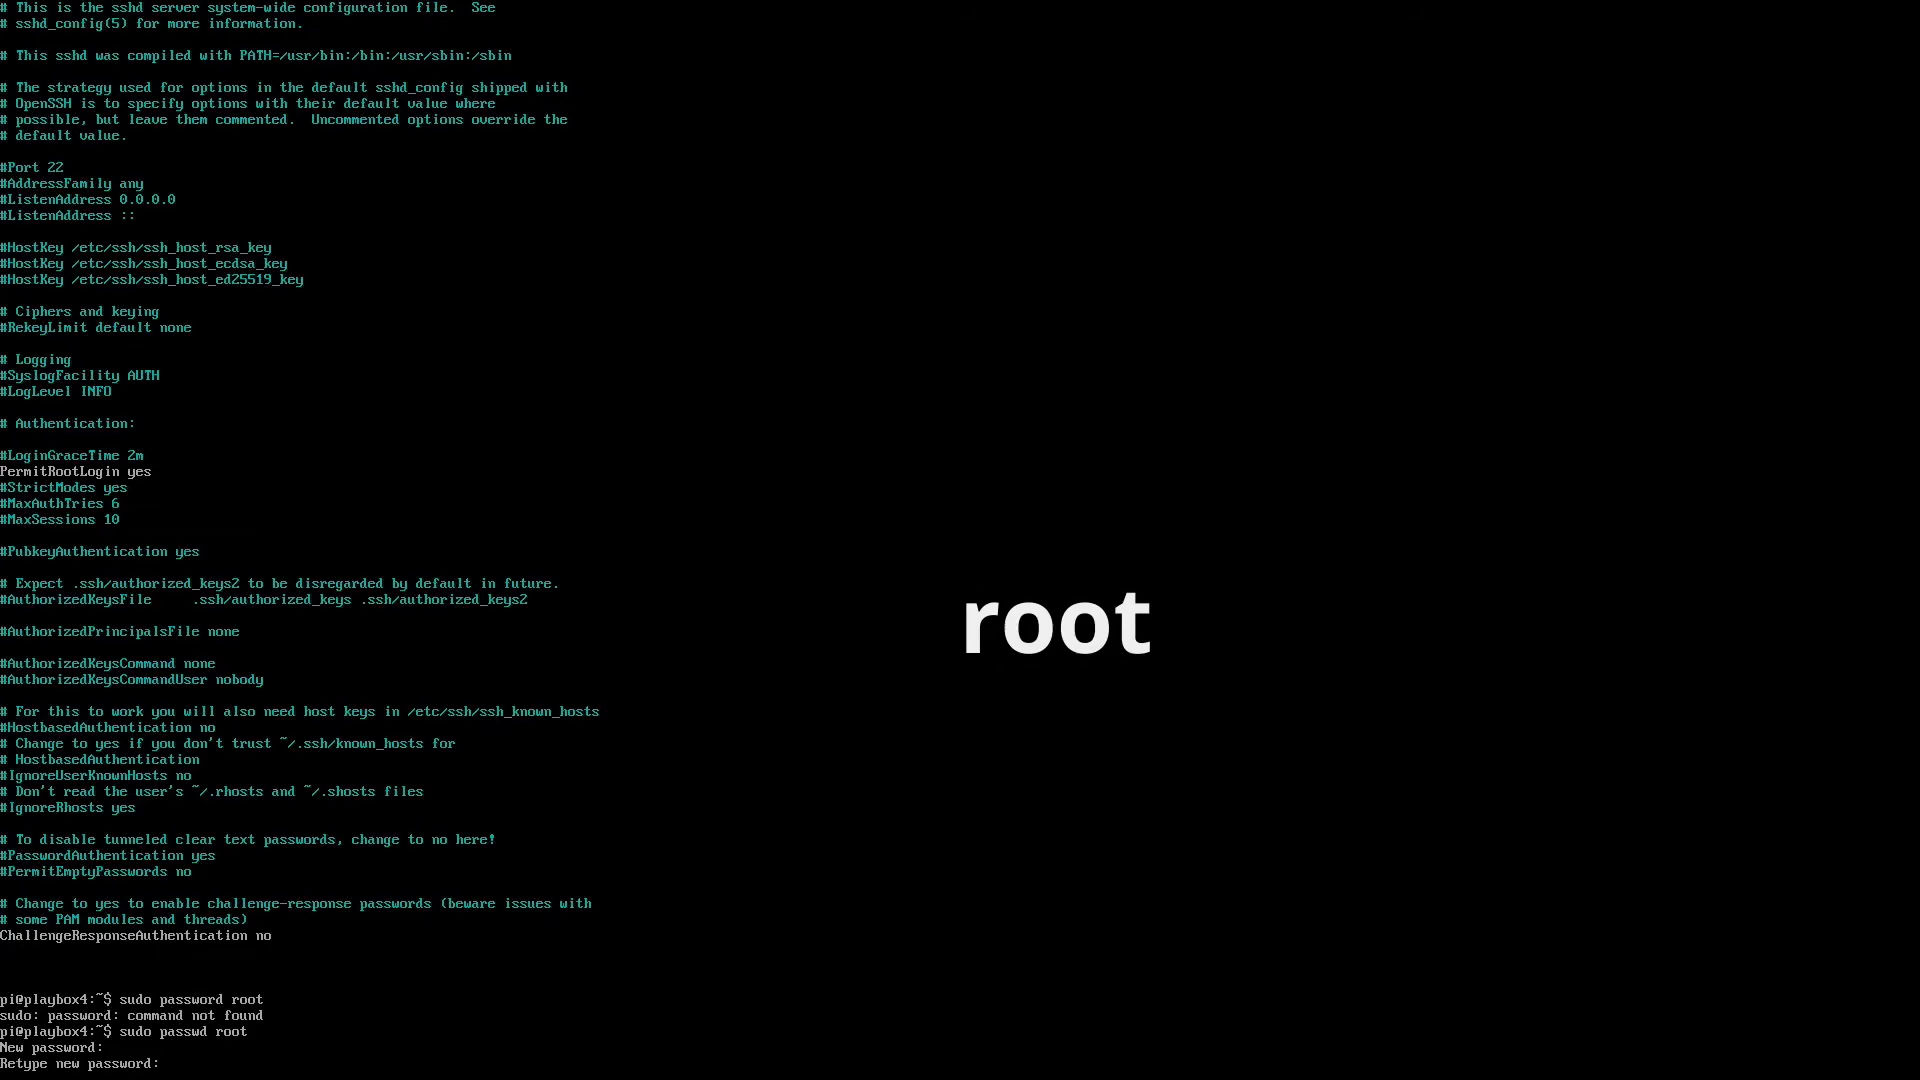 # This is the sshd server system-wide configuration file.  See
# sshd_config(5) for more information.
# This sshd was compiled with PATH=/usr/bin:/bin:/usr/sbin:/sbin
# The strategy used for options in the default sshd_config shipped with
# OpenSSH is to specify options with their default value where
# possible, but leave them commented.  Uncommented options override the
# default value.
#Port 22
#AddressFamily any
#ListenAddress 0.0.0.0
#ListenAddress ::
#HostKey /etc/ssh/ssh_host_rsa_key
#HostKey /etc/ssh/ssh_host_ecdsa_key
#HostKey /etc/ssh/ssh_host_ed25519_key
# Ciphers and keying
#RekeyLimit default none
# Logging
#SyslogFacility AUTH
#LogLevel INFO
# Authentication:
#LoginGraceTime 2m
PermitRootLogin yes
#StrictModes yes
#MaxAuthTries 6
#MaxSessions 10
#PubkeyAuthentication yes
# Expect .ssh/authorized_keys2 to be disregarded by default in future.
#AuthorizedKeysFile     .ssh/authorized_keys .ssh/authorized_keys2
root
#AuthorizedPrincipalsFile none
#AuthorizedKeysCommand none
#AuthorizedKeysCommandUser nobody
# For this to work you will also need host keys in /etc/ssh/ssh_known_hosts
#HostbasedAuthentication no
# Change to yes if you don't trust ~/.ssh/known_hosts for
# HostbasedAuthentication
#IgnoreUserKnownHosts no
# Don't read the user's ~/.rhosts and ~/.shosts files
#IgnoreRhosts yes
# To disable tunneled clear text passwords, change to no here!
#PasswordAuthentication yes
#PermitEmptyPasswords no
# Change to yes to enable challenge-response passwords (beware issues with
# some PAM modules and threads)
ChallengeResponseAuthentication no
pi@playbox4:~$ sudo password root
sudo: password: command not found
pi@playbox4:~$ sudo passwd root
New password:
Retype new password: